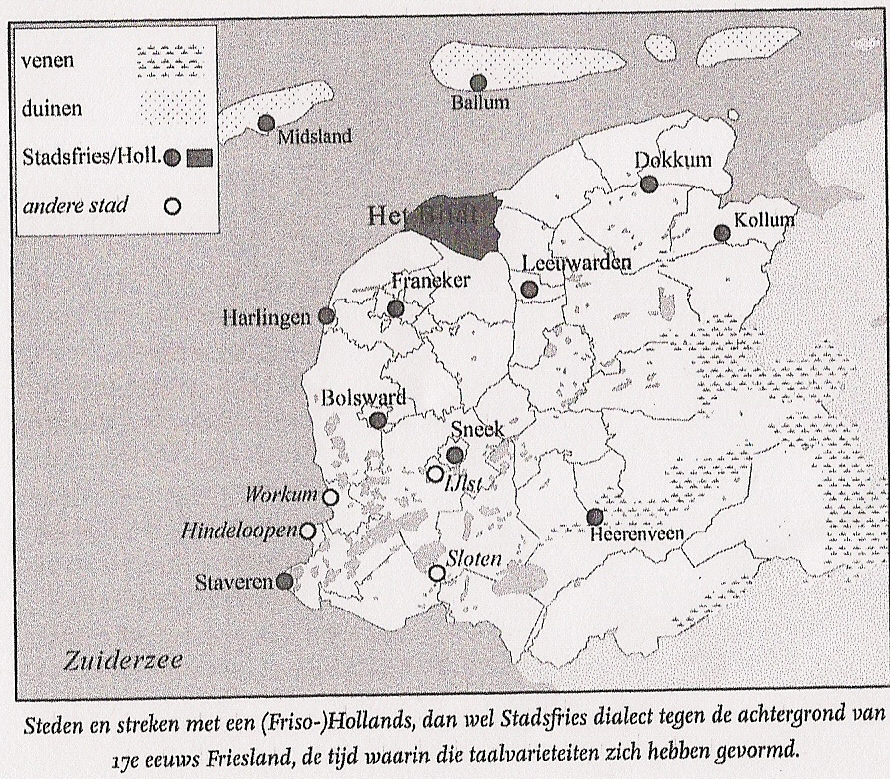 venen
duinen
Stadsfries/Holl.
andere stad
Ballum
Midsland
Dokkum
Het Bildt
Kollum
Leeuwarden
Franeker
Harlingen
Bolsward
Sneek
IJlst
Workum
Hindeloopen
Heerenveen
Sloten
Staveren
Zuiderzee
Steden en streken met een (Friso-)Hollands, dan wel Stadsfries dialect tegen de achtergrond van
17e eeuws Friesland, de tijd waarin die taalvarieteiten zich hebben gevormd.